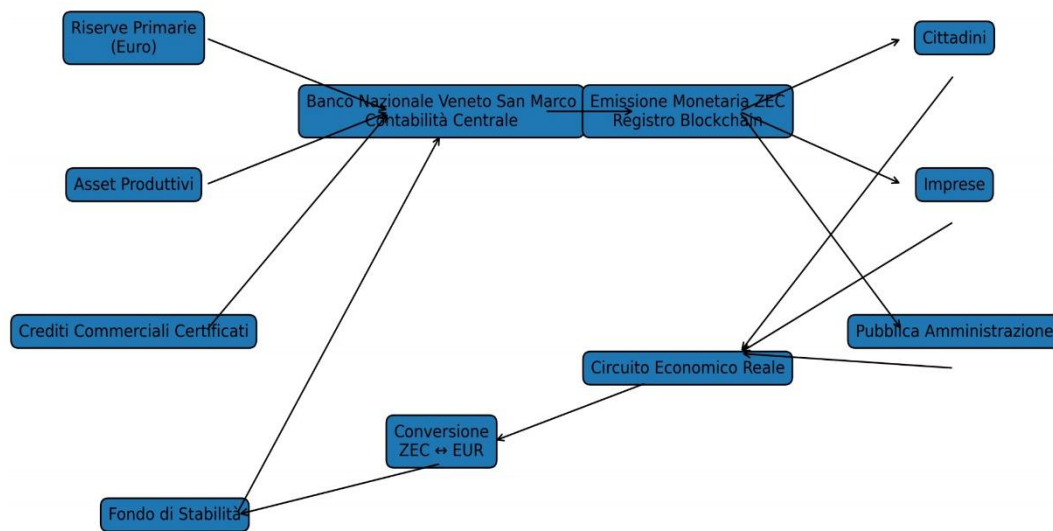 Riserve Primarie
(Euro)
Cittadini
Banco Nazionale Veneto San Marco
Contabilità Centrale
Emissione Monetaria ZEC
Registro Blockchain
Asset Produttivi
Imprese
Crediti Commerciali Certificati
Pubblica Amministrazione
Circuito Economico Reale
Conversione
ZEC ↔ EUR
Fondo di Stabilità